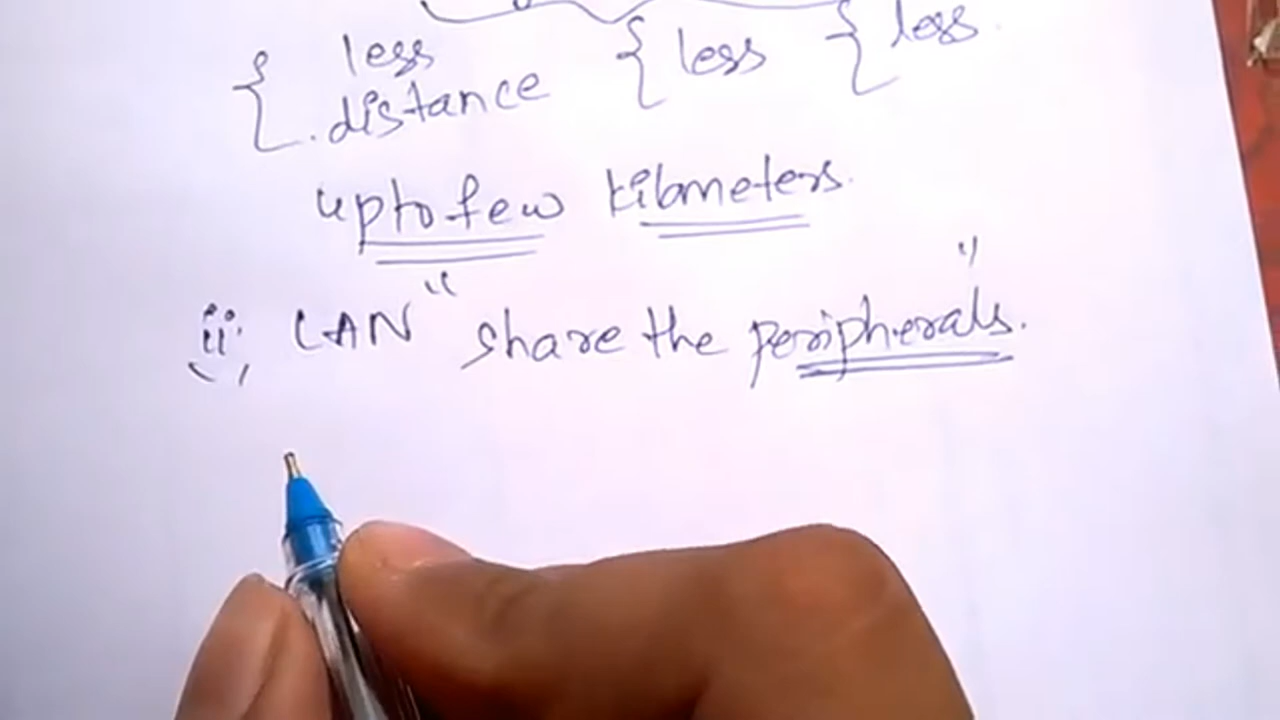 { less { less { less
distance
upto few kilometers.
ii LAN " share the peripherals. "